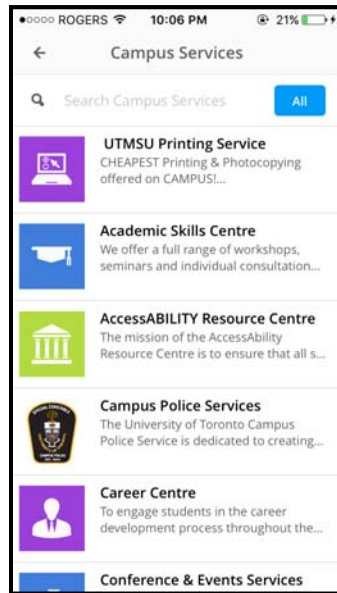 ROGERS 10:06 PM 21%
Campus Services
Search Campus Services All
UTMSU Printing Service
CHEAPEST Printing & Photocopying
offered on CAMPUS!...
Academic Skills Centre
We offer a full range of workshops,
seminars and individual consultation...
AccessABILITY Resource Centre
The mission of the AccessAbility
Resource Centre is to ensure that all s...
Campus Police Services
The University of Toronto Campus
Police Service is dedicated to creating...
Career Centre
To engage students in the career
development process throughout the...
Conference & Events Services